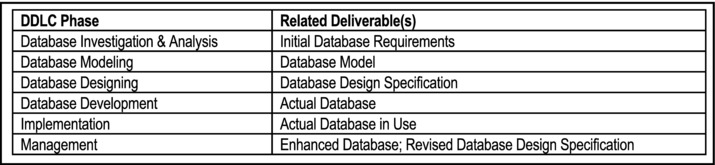 DDLC Phase Related Deliverable(s)
Database Investigation & Analysis Initial Database Requirements
Database Modeling Database Model
Database Designing Database Design Specification
Database Development Actual Database
Implementation Actual Database in Use
Management Enhanced Database; Revised Database Design Specification